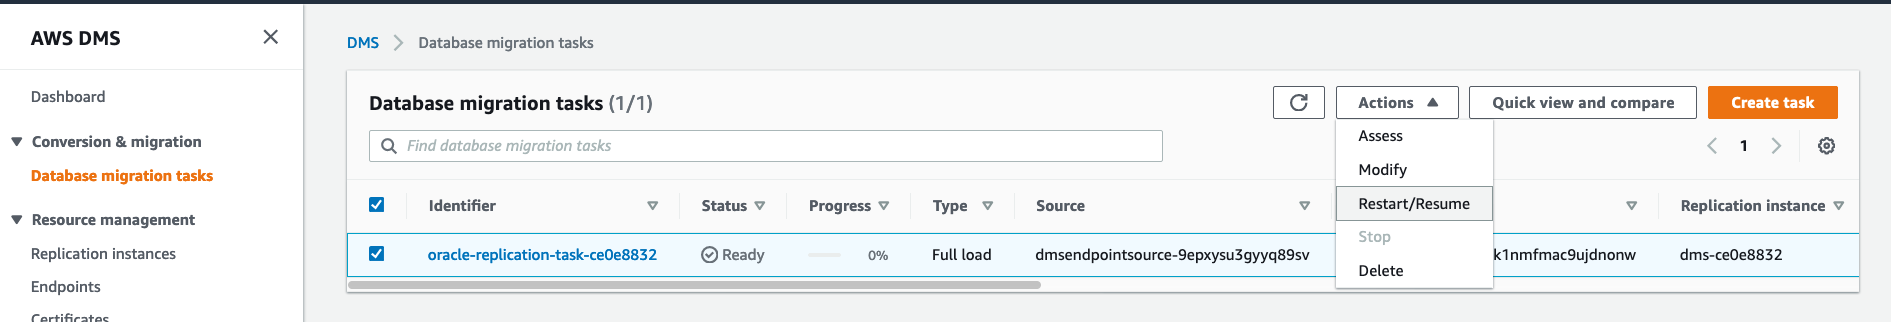 AWS DMS
Dashboard
Conversion & migration
Database migration tasks
Resource management
Replication instances
Endpoints
Certificates
DMS > Database migration tasks
Database migration tasks (1/1)
Actions
Quick view and compare
Create task
Find database migration tasks
1
Assess
Modify
Restart/Resume
Stop
Delete
Identifier Status Progress Type Source Replication instance
oracle-replication-task-ce0e8832 Ready 0% Full load dmsendpointsource-9epxysu3gyyq89sv k1nmfmac9ujdnonw dms-ce0e8832